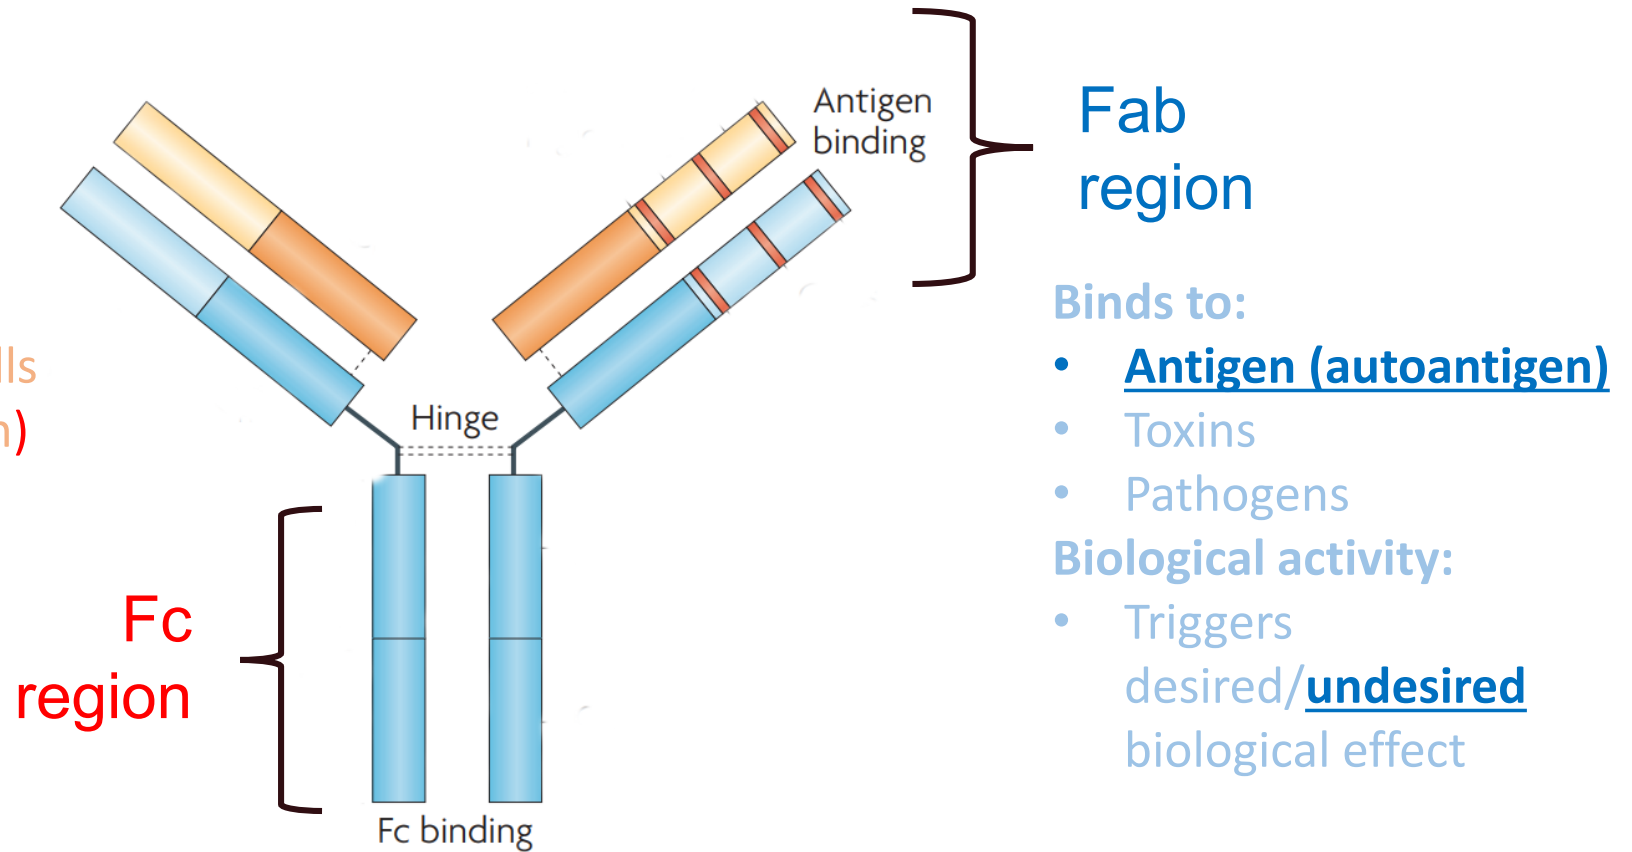 Antigen
binding
Fab
region
Binds to:
• Antigen (autoantigen)
• Toxins
• Pathogens
Biological activity:
• Triggers
desired/undesired
biological effect
Hinge
Fc
region
Fc binding